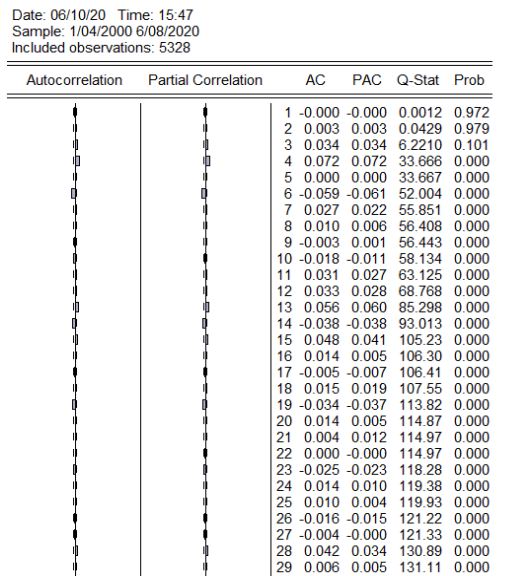 Date: 06/10/20 Time: 15:47
Sample: 1/04/2000 6/08/2020
Included observations: 5328
Autocorrelation Partial Correlation AC PAC Q-Stat Prob
1 -0.000 -0.000 0.0012 0.972
2 0.003 0.003 0.0429 0.979
3 0.034 0.034 6.2210 0.101
4 0.072 0.072 33.666 0.000
5 0.000 0.000 33.667 0.000
6 -0.059 -0.061 52.004 0.000
7 0.027 0.022 55.851 0.000
8 0.010 0.006 56.408 0.000
9 -0.003 0.001 56.443 0.000
10 -0.018 -0.011 58.134 0.000
11 0.031 0.027 63.125 0.000
12 0.033 0.028 68.768 0.000
13 0.056 0.060 85.298 0.000
14 -0.038 -0.038 93.013 0.000
15 0.048 0.041 105.23 0.000
16 0.014 0.005 106.30 0.000
17 -0.005 -0.007 106.41 0.000
18 0.015 0.019 107.55 0.000
19 -0.034 -0.037 113.82 0.000
20 0.014 0.005 114.87 0.000
21 0.004 0.012 114.97 0.000
22 0.000 -0.000 114.97 0.000
23 -0.025 -0.023 118.28 0.000
24 0.014 0.010 119.38 0.000
25 0.010 0.004 119.93 0.000
26 -0.016 -0.015 121.22 0.000
27 -0.004 -0.000 121.33 0.000
28 0.042 0.034 130.89 0.000
29 0.006 0.005 131.11 0.000